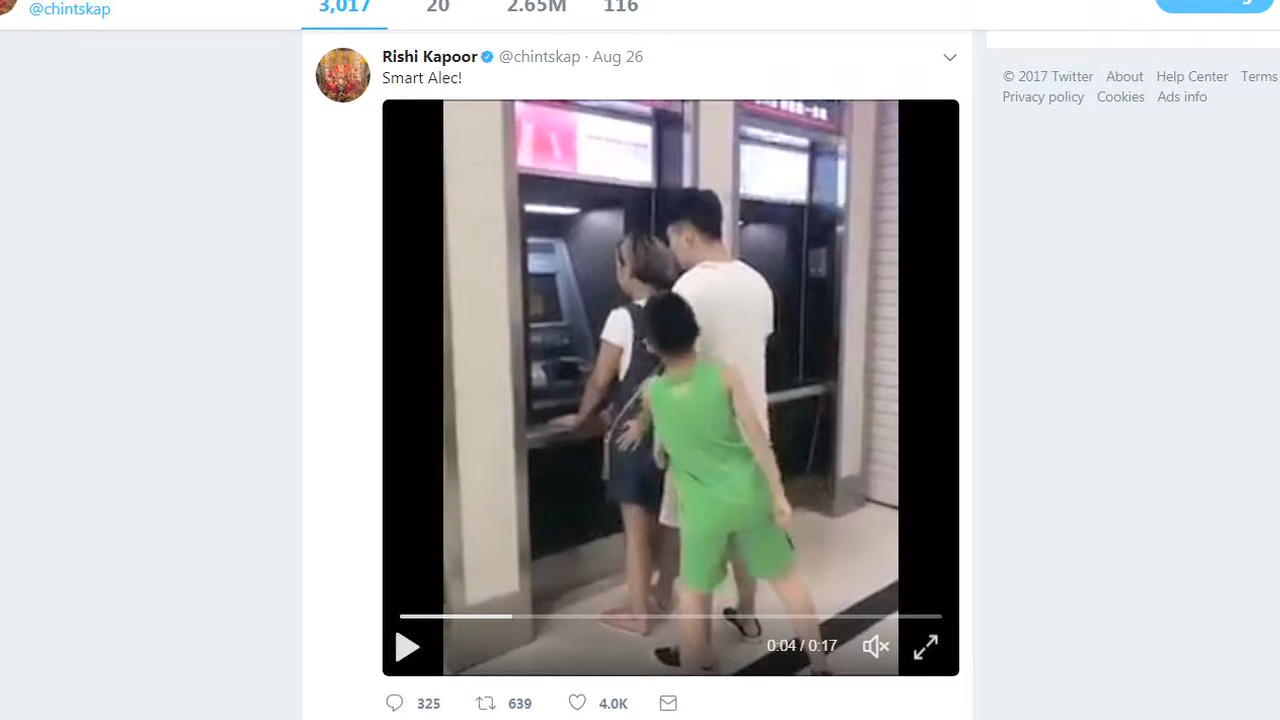 3,017 20 2.65M 116
@chintskap
Rishi Kapoor @chintskap · Aug 26
Smart Alec!
© 2017 Twitter About Help Center Terms
Privacy policy Cookies Ads info
0:04 / 0:17
325 639 4.0K